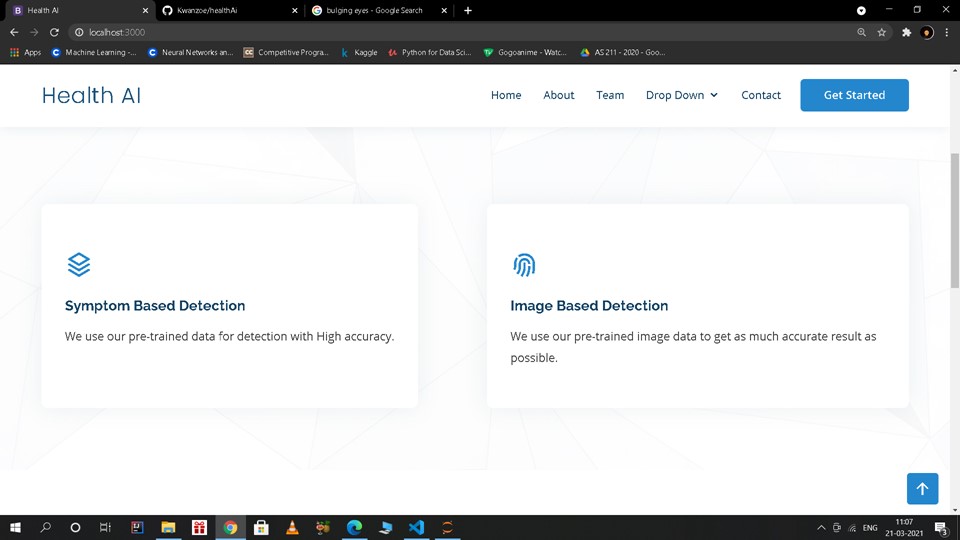 Health AI
Kwanzoe/healthAi
bulging eyes - Google Search
localhost:3000
Apps
Machine Learning -...
Neural Networks an...
Competitive Progra...
Kaggle
Python for Data Sci...
Gogoanime - Watc...
AS 211 - 2020 - Goo...
Health AI
Home
About
Team
Drop Down
Contact
Get Started
Symptom Based Detection
We use our pre-trained data for detection with High accuracy.
Image Based Detection
We use our pre-trained image data to get as much accurate result as
possible.
ENG
11:07
21-03-2021
3